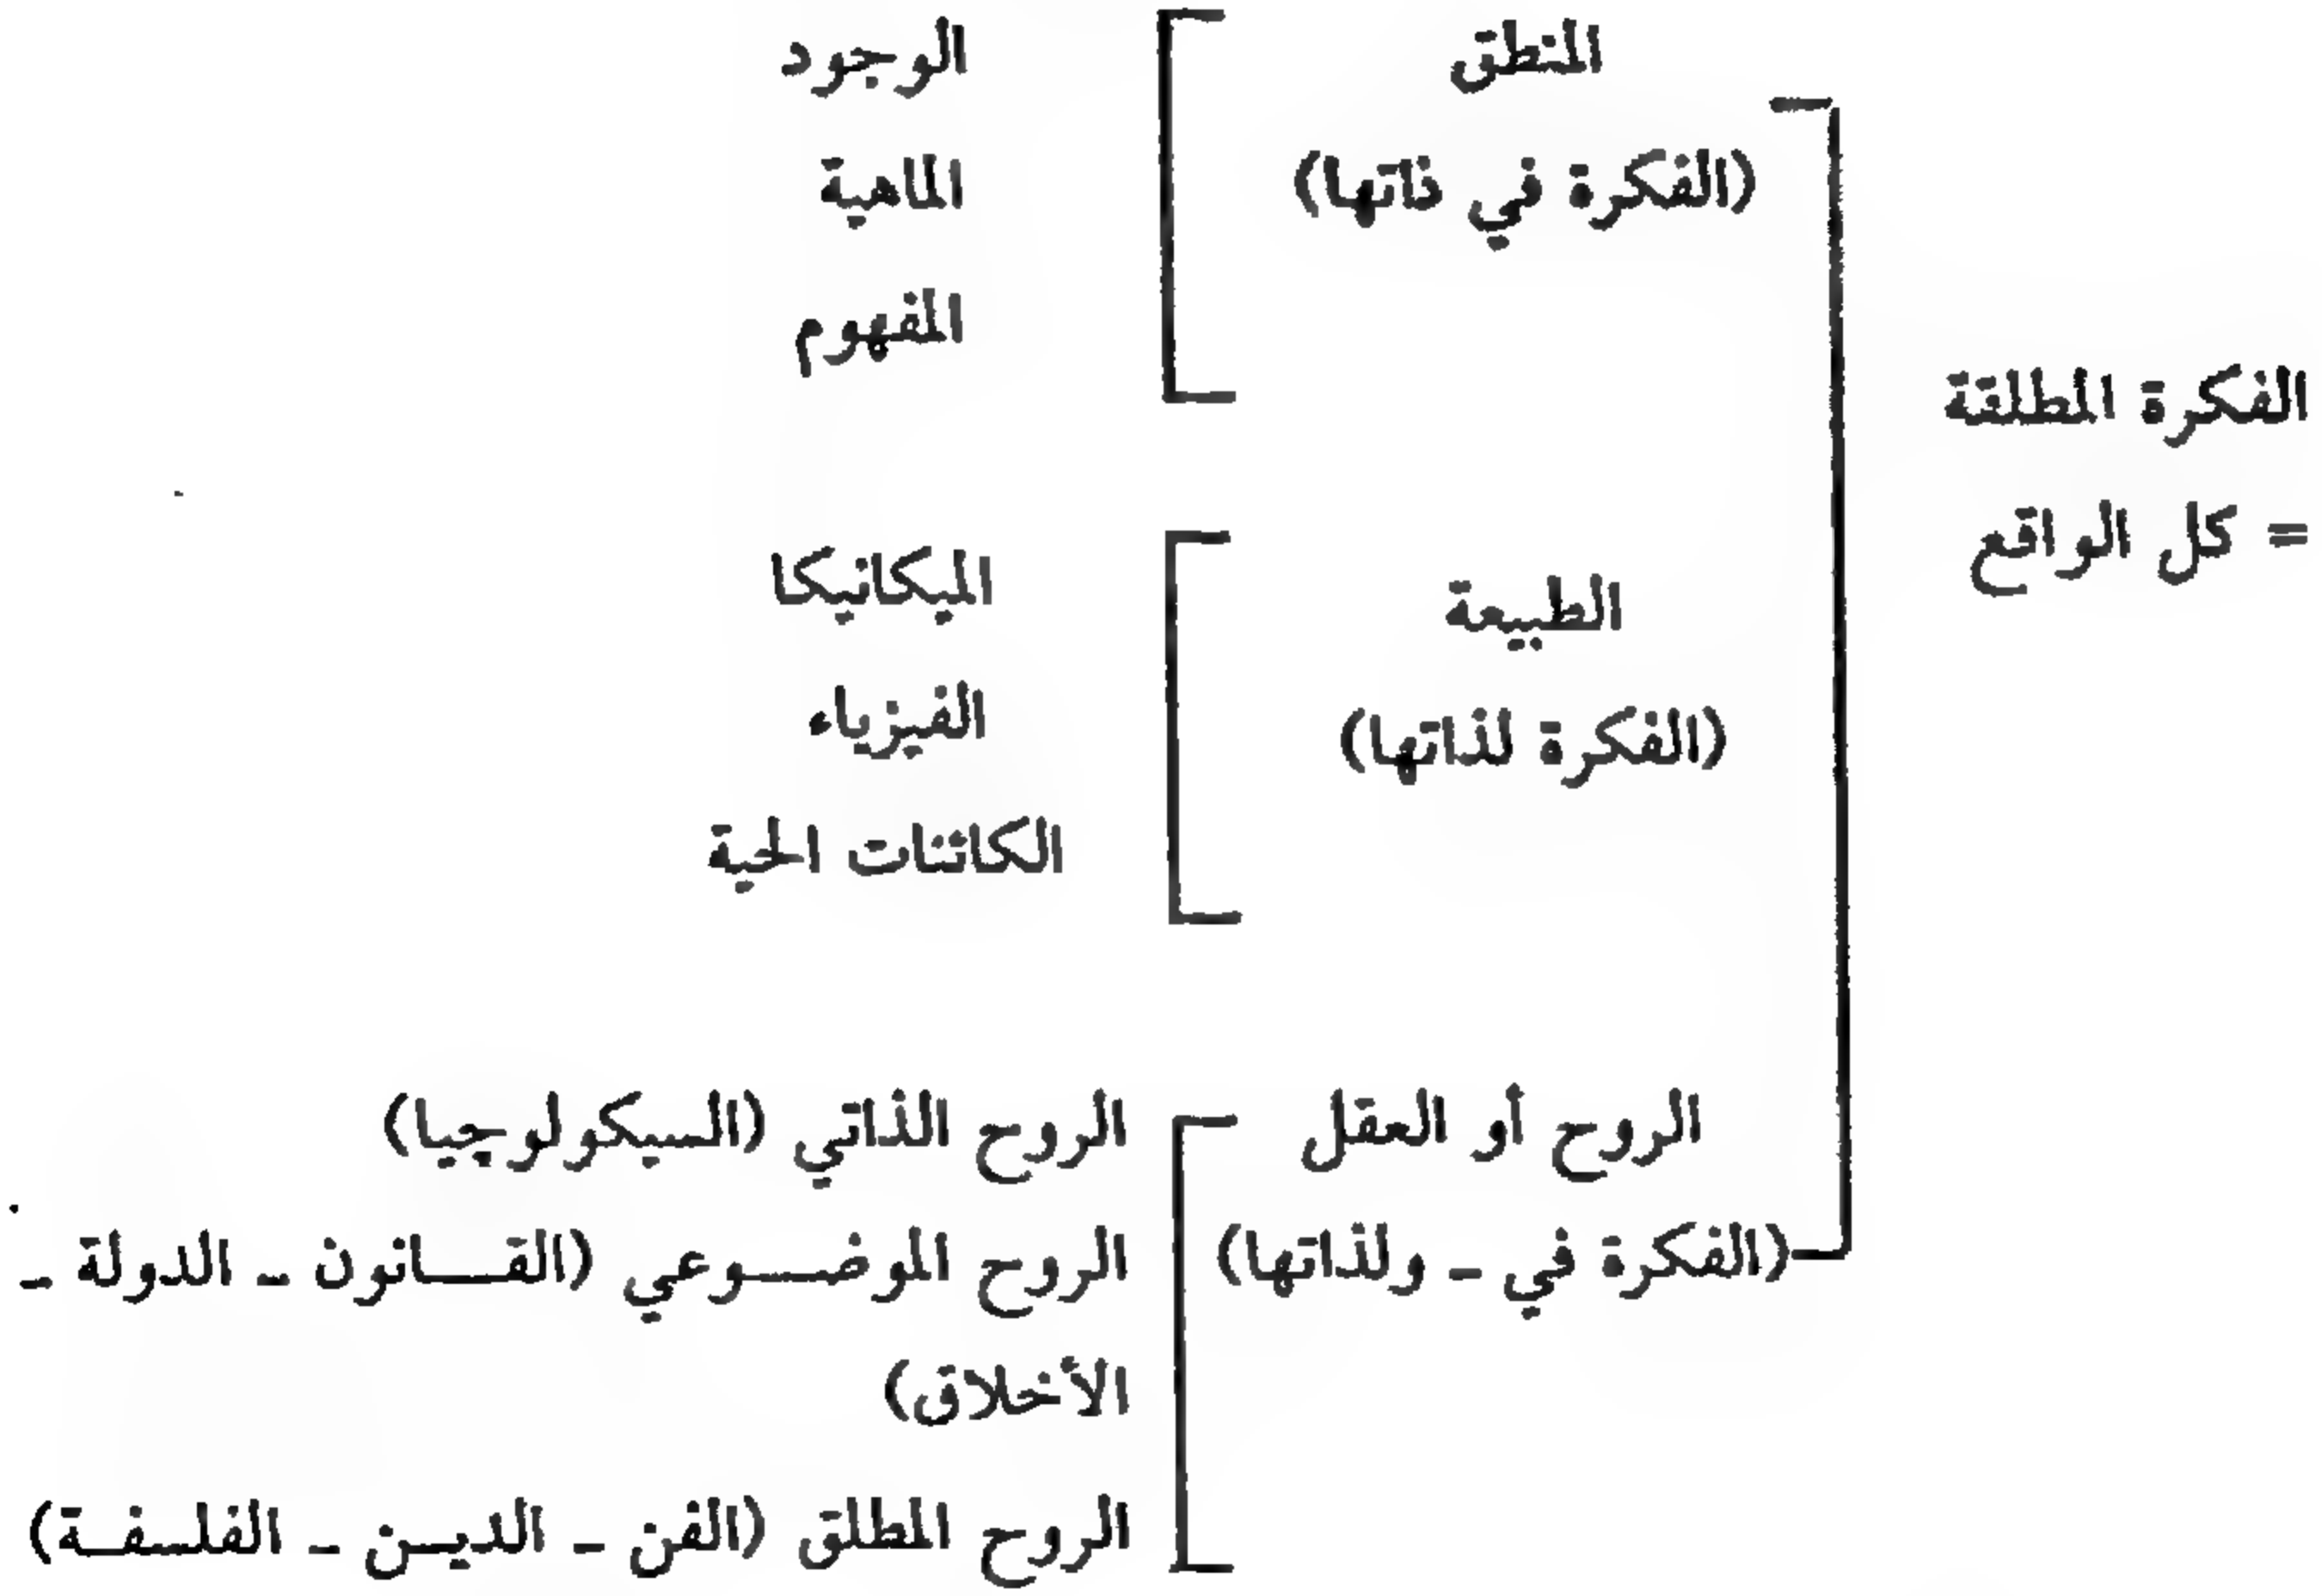 الفكرة المطلقة
= كل الواقع
المنطق
(الفكرة في ذاتها)
الوجود
الماهية
المفهوم
الطبيعة
(الفكرة لذاتها)
الميكانيكا
الفيزياء
الكائنات الحية
الروح أو العقل
(الفكرة في - ولذاتها)
الروح الذاتي (السيكولوجيا)
الروح الموضوعي (القانون - الدولة -
الأخلاق)
الروح المطلق (الفن - الدين - الفلسفة)